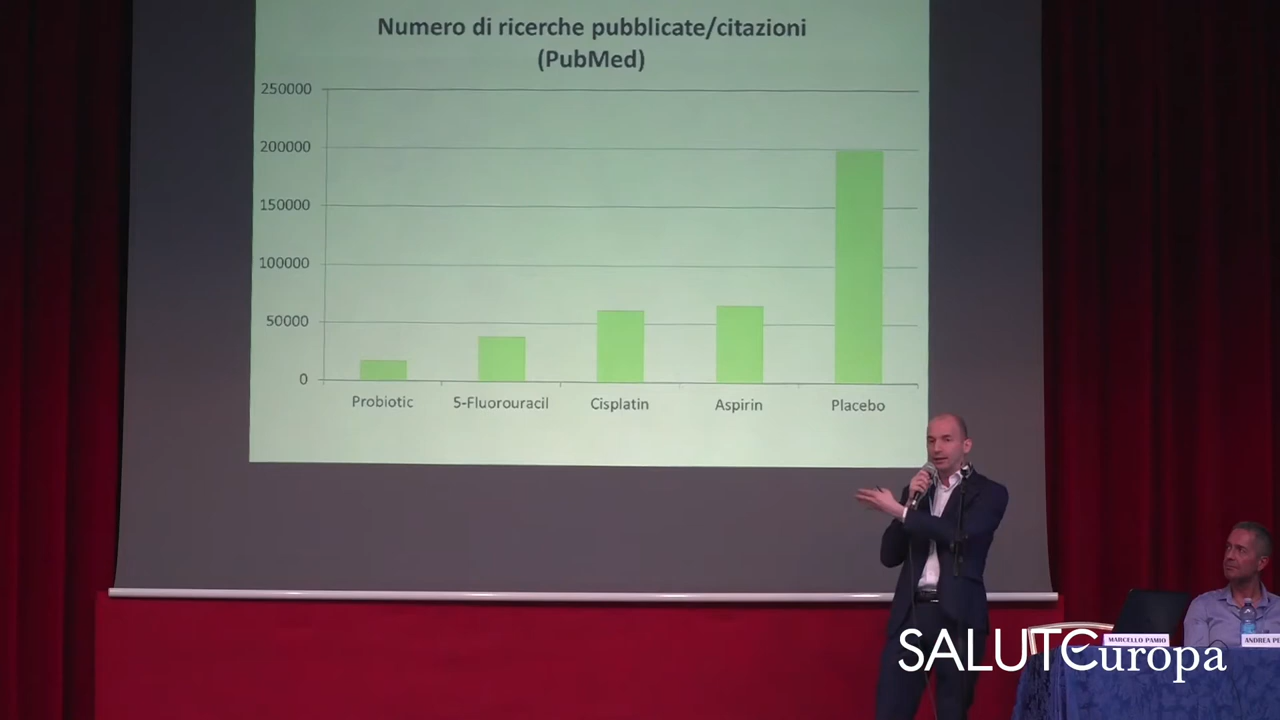 Numero di ricerche pubblicate/citazioni
(PubMed)
250000
200000
150000
100000
50000
0
Probiotic
5-Fluorouracil
Cisplatin
Aspirin
Placebo
MARCELLO PAMIO
ANDREA
SALUTEuropa